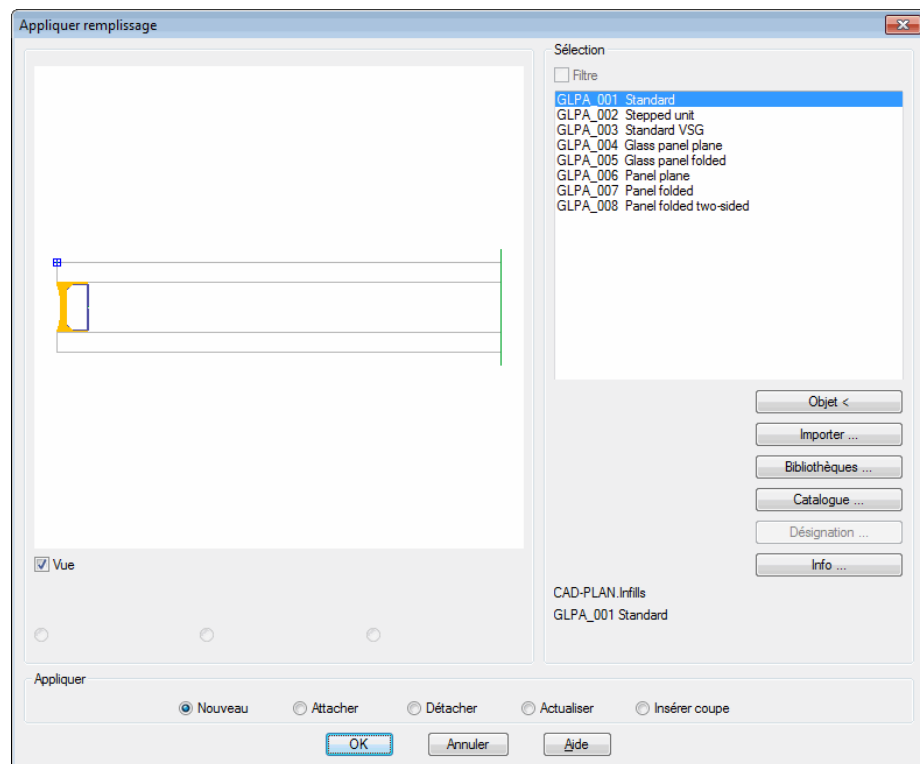 Appliquer remplissage
Sélection
Filtre
GLPA_001 Standard
GLPA_002 Stepped unit
GLPA_003 Standard VSG
GLPA_004 Glass panel plane
GLPA_005 Glass panel folded
GLPA_006 Panel plane
GLPA_007 Panel folded
GLPA_008 Panel folded two-sided
Objet <
Importer ...
Bibliothèques ...
Catalogue ...
Désignation ...
Info ...
Vue
CAD-PLAN.Infills
GLPA_001 Standard
Appliquer
Nouveau Attacher Détacher Actualiser Insérer coupe
OK Annuler Aide